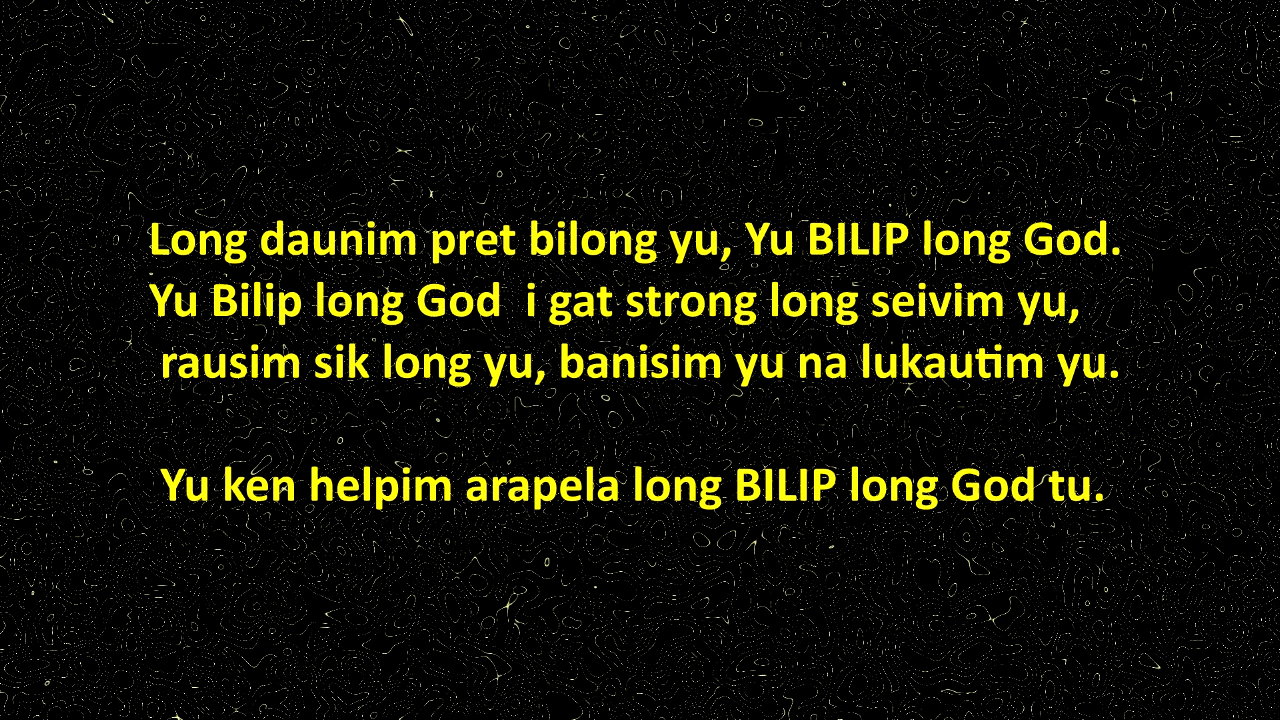 Long daunim pret bilong yu, Yu BILIP long God.
Yu Bilip long God  i gat strong long seivim yu,
rausim sik long yu, banisim yu na lukautim yu.
Yu ken helpim arapela long BILIP long God tu.